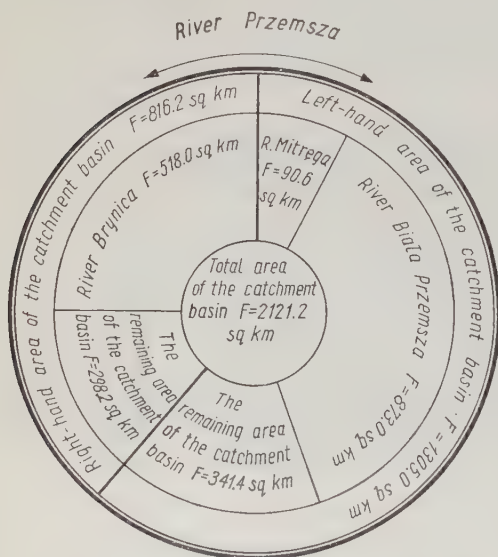 River Przemsza
Right-hand area of the catchment basin F=816.2 sq km
Left-hand area of the catchment basin · F=1305.0 sq km
River Brynica F=518.0 sq km
R. Mitręga
F=90.6
sq km
River Biała Przemsza F=873.0 sq km
Total area
of the catchment
basin F=2121.2
sq km
The
remaining area
of the catchment
basin F=298.2 sq km
The
remaining area
of the catchment
basin F=341.4 sq km